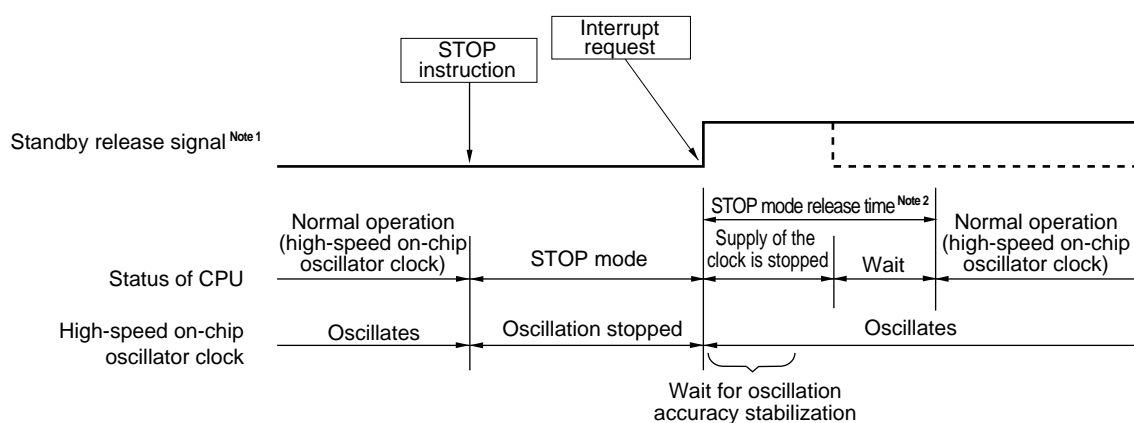 Interrupt
request
STOP
instruction
Standby release signal Note 1
STOP mode release time Note 2
Normal operation
(high-speed on-chip
oscillator clock)
Supply of the
clock is stopped
Normal operation
(high-speed on-chip
oscillator clock)
Status of CPU
STOP mode
Wait
High-speed on-chip
oscillator clock
Oscillates
Oscillation stopped
Oscillates
Wait for oscillation
accuracy stabilization